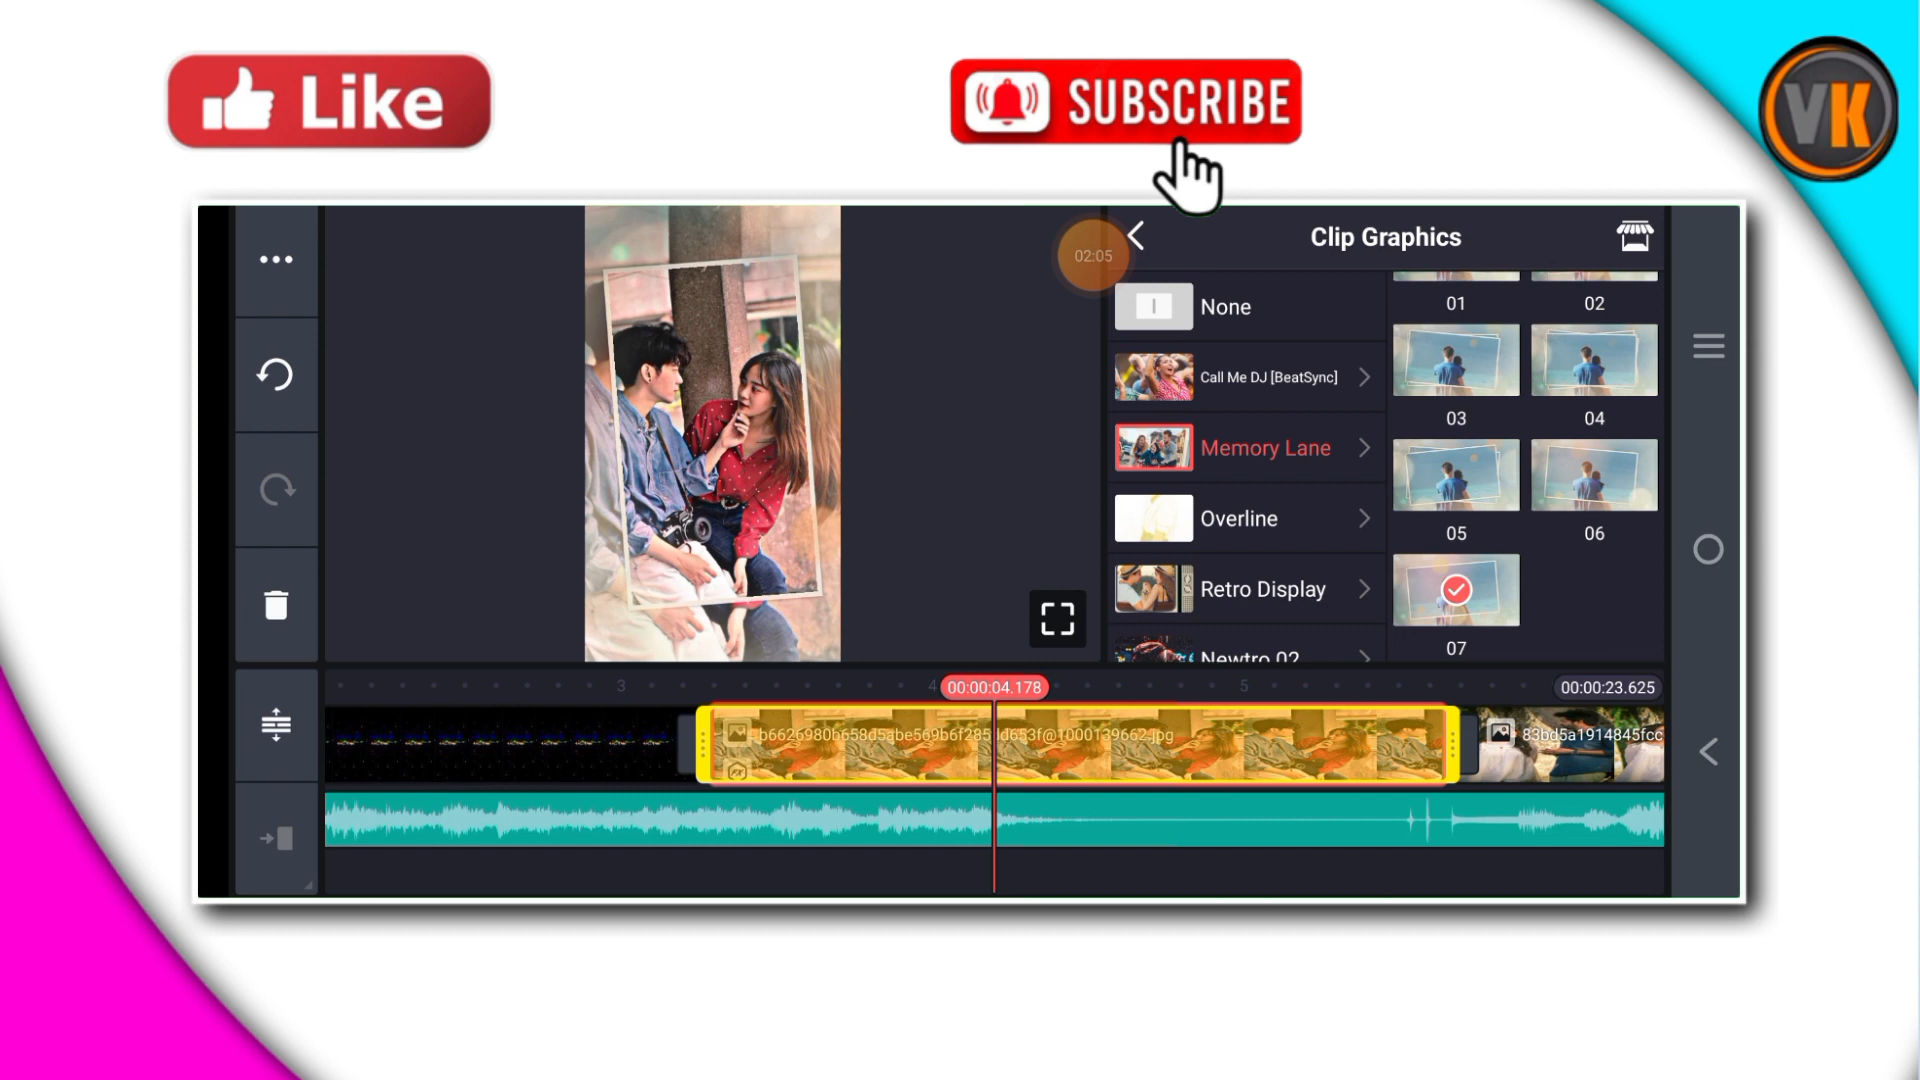 Like
SUBSCRIBE
VK
02:05
Clip Graphics
None
Call Me DJ [BeatSync]
Memory Lane
Overline
Retro Display
Newtro 02
01
02
03
04
05
06
07
3
4
00:00:04.178
5
00:00:23.625
@1000139662.jpg
83bd5a1914845fcc